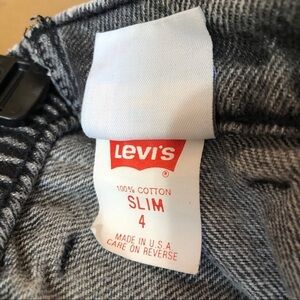 Levi's
®
100% COTTON
SLIM
4
MADE IN U.S.A
CARE ON REVERSE